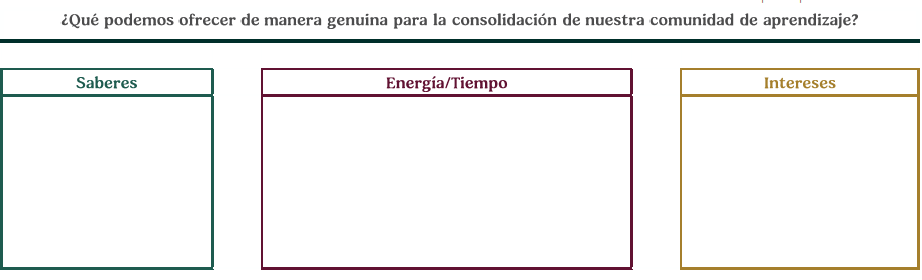 ¿Qué podemos ofrecer de manera genuina para la consolidación de nuestra comunidad de aprendizaje?
Saberes
Energía/Tiempo
Intereses